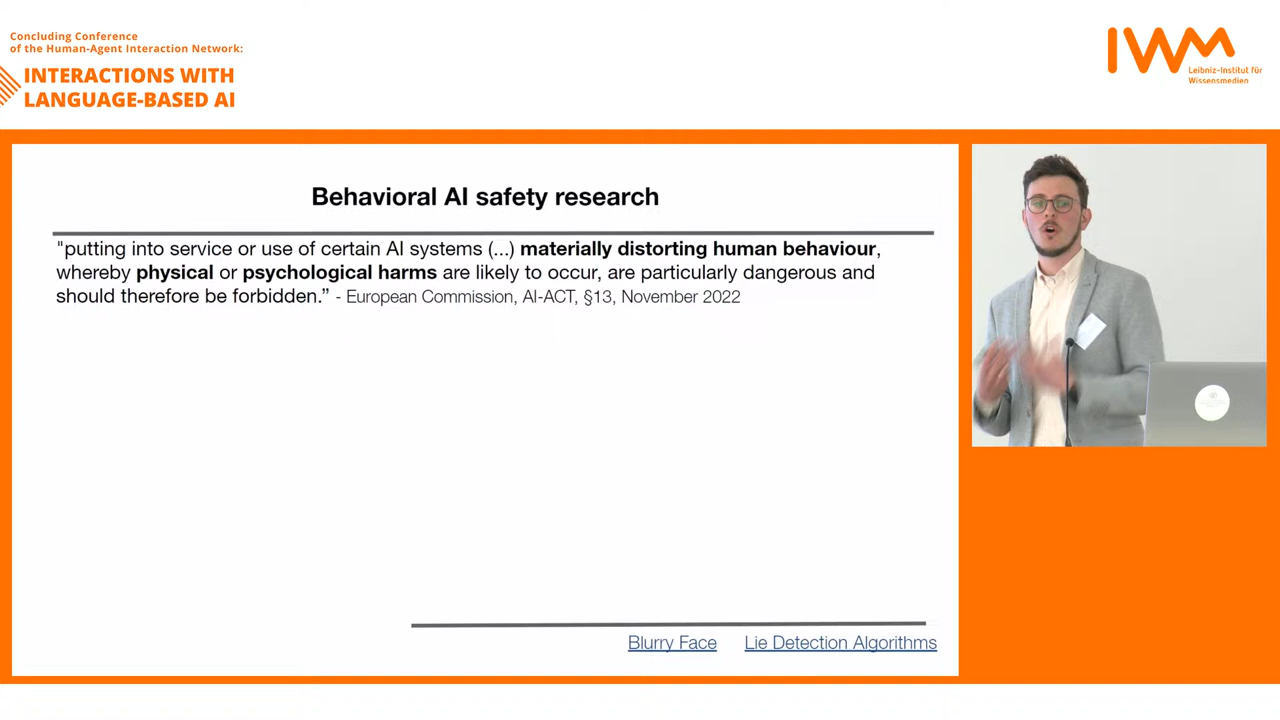 Concluding Conference
of the Human-Agent Interaction Network:
INTERACTIONS WITH
LANGUAGE-BASED AI
IWM
Leibniz-Institut für
Wissensmedien
Behavioral AI safety research
"putting into service or use of certain AI systems (...) materially distorting human behaviour,
whereby physical or psychological harms are likely to occur, are particularly dangerous and
should therefore be forbidden.” - European Commission, AI-ACT, §13, November 2022
Blurry Face Lie Detection Algorithms